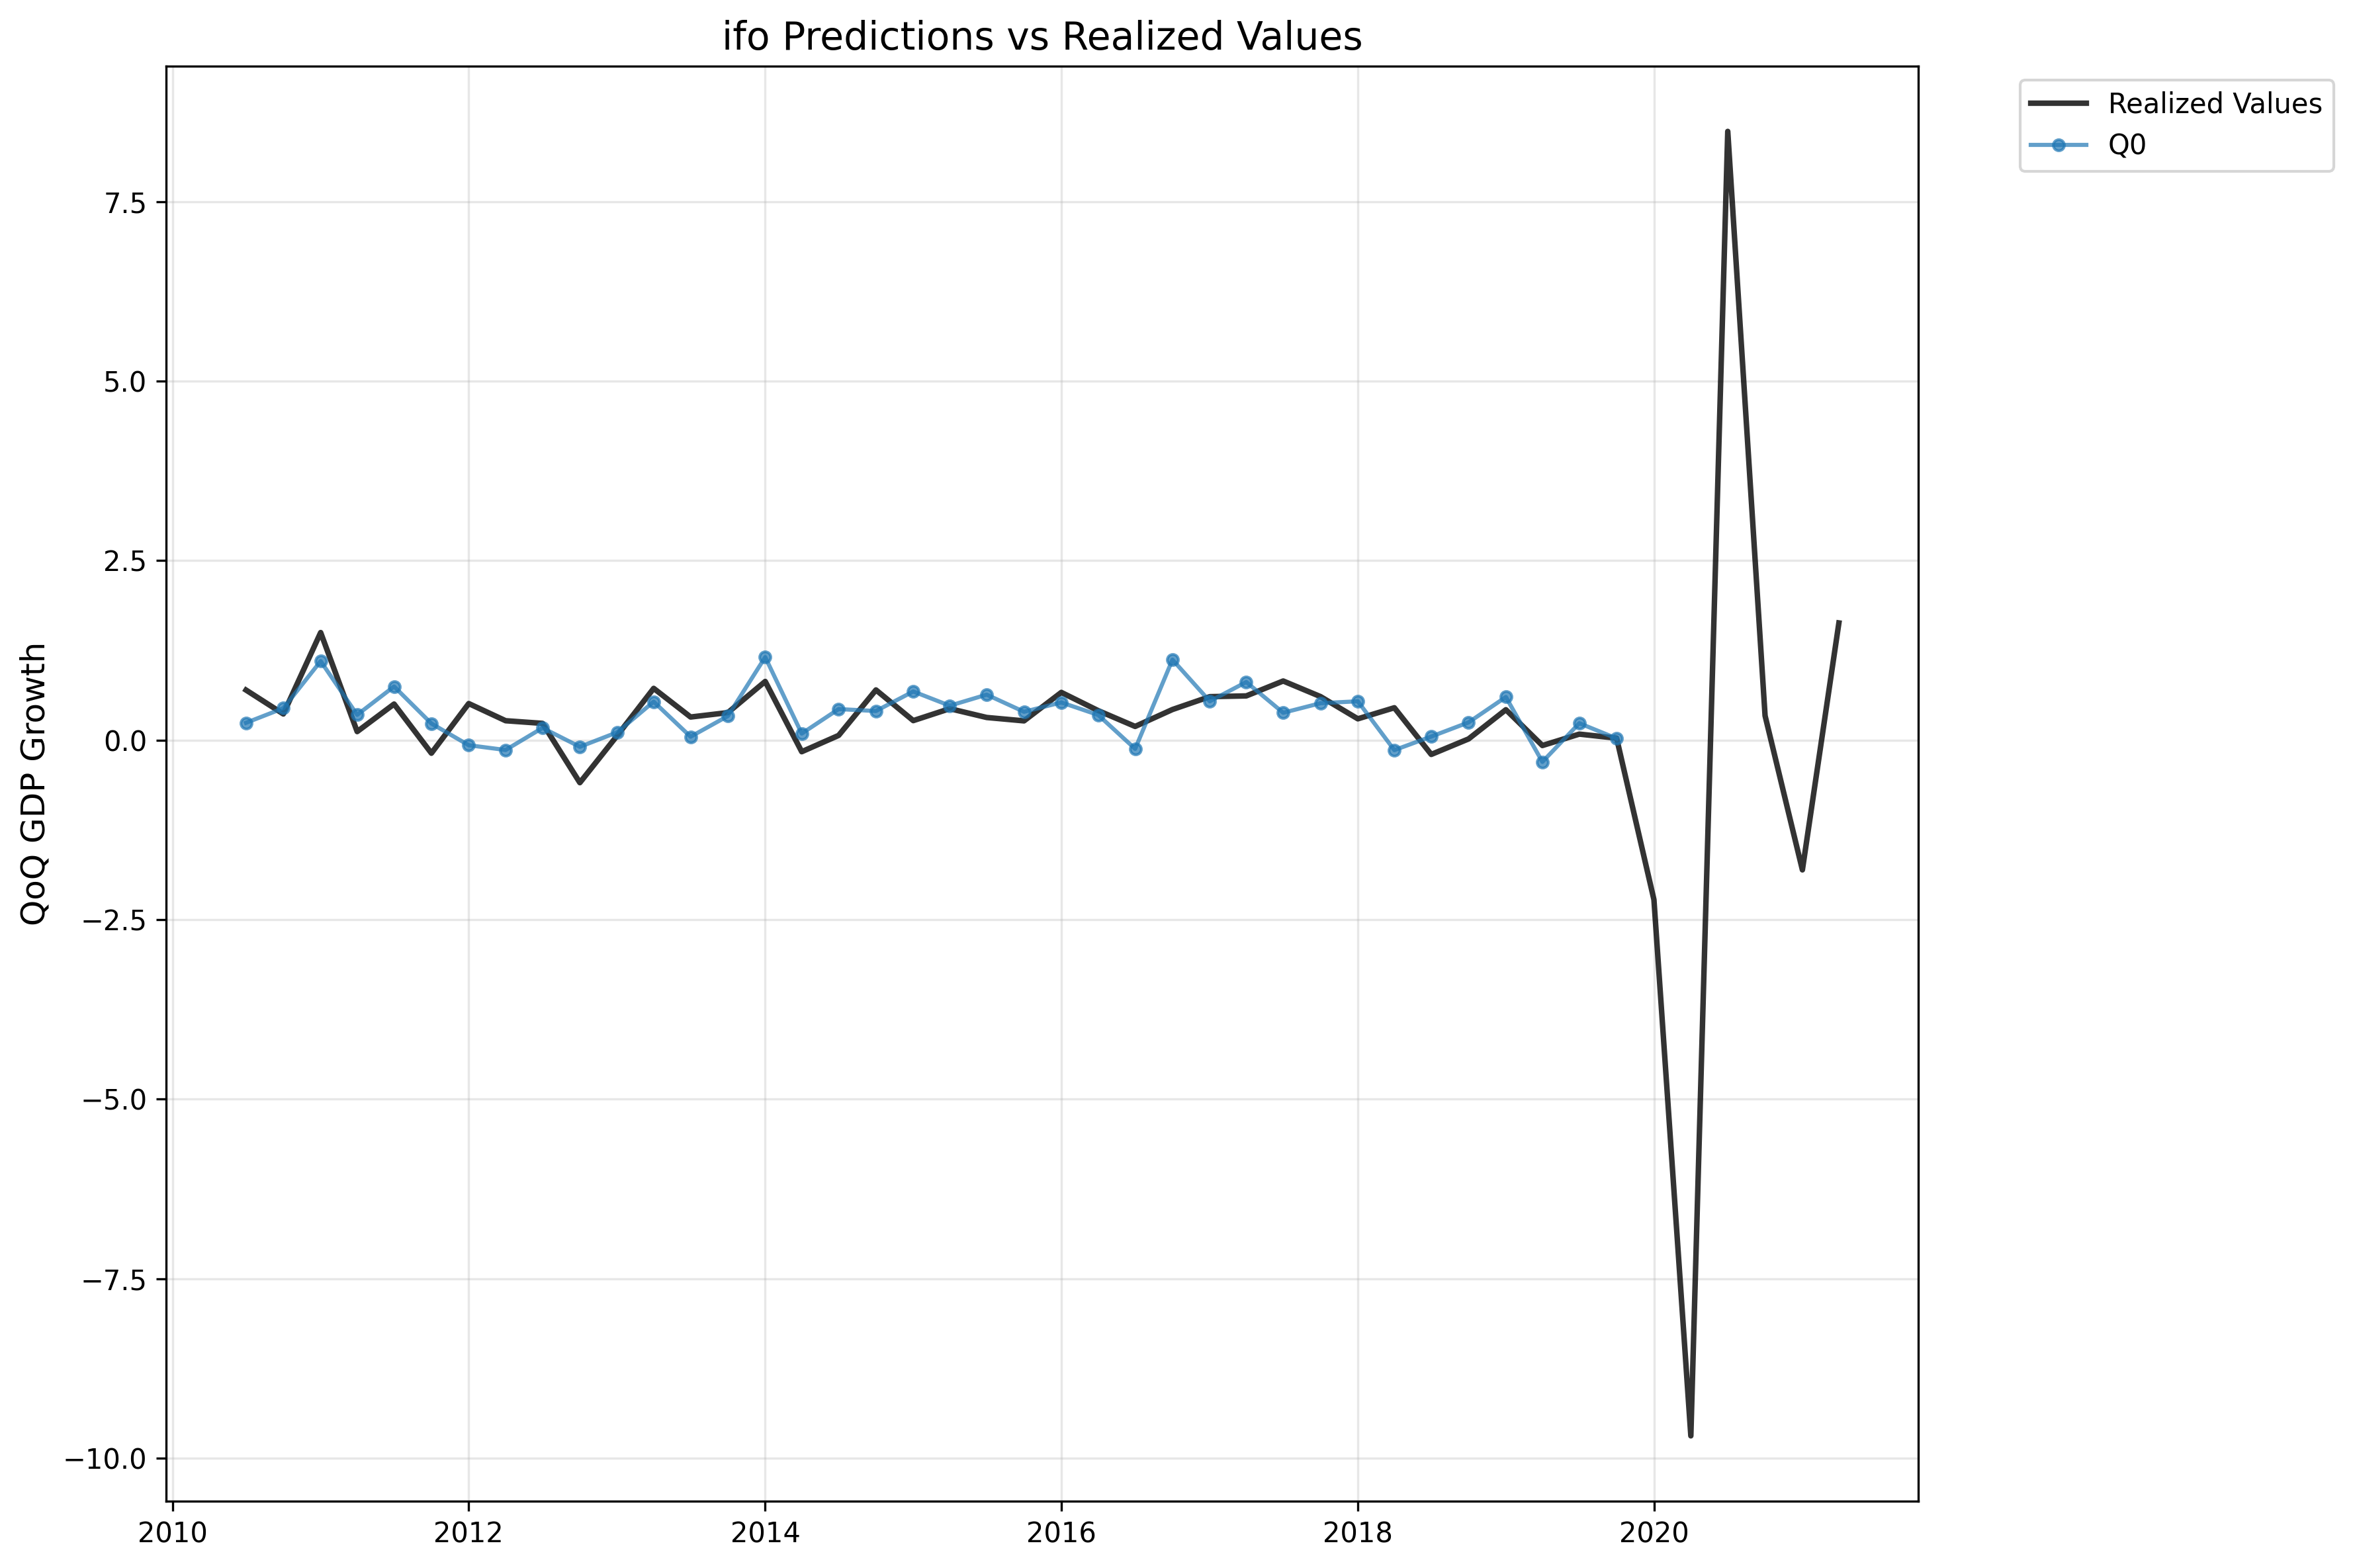 ifo Predictions vs Realized Values
Realized Values
Q0
QoQ GDP Growth
7.5
5.0
2.5
0.0
−2.5
−5.0
−7.5
−10.0
2010 2012 2014 2016 2018 2020